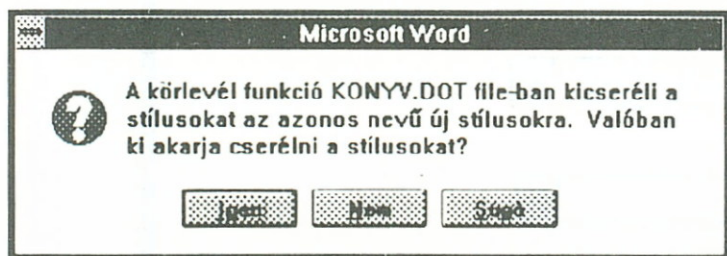 Microsoft Word
A körlevél funkció KONYV.DOT file-ban kicseréli a
stílusokat az azonos nevű új stílusokra. Valóban
ki akarja cserélni a stílusokat?
Igen Nem Súgó